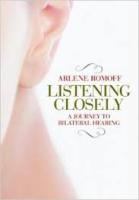 ARLENE ROMOFF
LISTENING
CLOSELY
A JOURNEY TO
BILATERAL HEARING